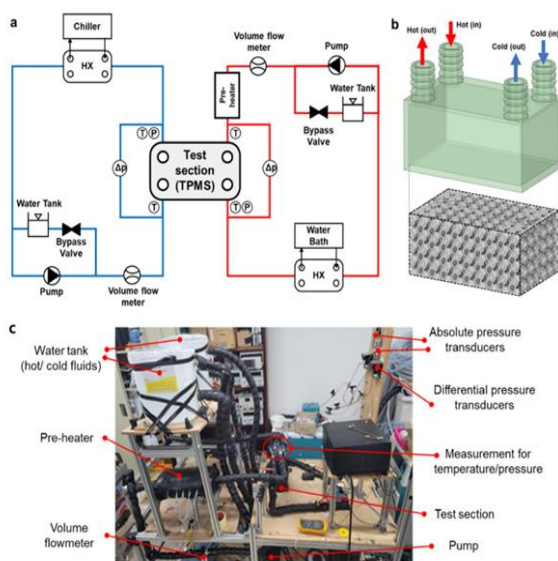 a
Chiller
HX
Volume flow
meter
Pump
Pre-
heater
Water Tank
Bypass
Valve
T P
T
Δp
Test
section
(TPMS)
Δp
T
T P
Water Tank
Bypass
Valve
Pump
Volume flow
meter
Water
Bath
HX
b
Hot (out)
Hot (in)
Cold (out)
Cold (in)
c
Water tank
(hot/ cold fluids)
Pre-heater
Volume
flowmeter
Absolute pressure
transducers
Differential pressure
transducers
Measurement for
temperature/pressure
Test section
Pump